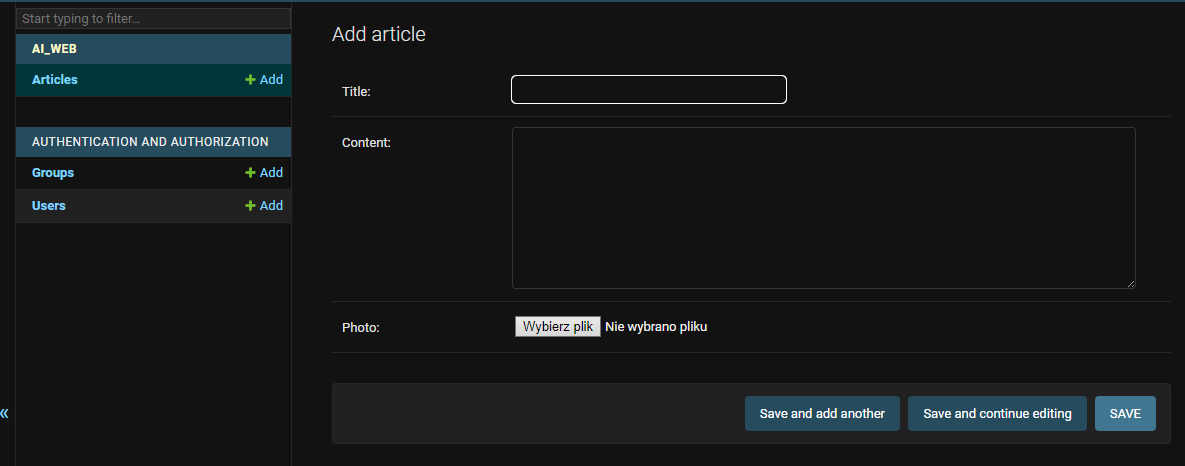 Start typing to filter...
AI_WEB
Articles + Add
AUTHENTICATION AND AUTHORIZATION
Groups + Add
Users + Add
«
Add article
Title:
Content:
Photo: Wybierz plik Nie wybrano pliku
Save and add another Save and continue editing SAVE